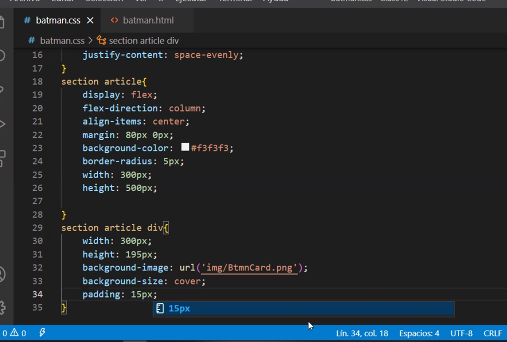 batman.css
batman.html
batman.css > section article div
16 justify-content: space-evenly;
17 }
18 section article{
19 display: flex;
20 flex-direction: column;
21 align-items: center;
22 margin: 80px 0px;
23 background-color: #f3f3f3;
24 border-radius: 5px;
25 width: 300px;
26 height: 500px;
27
28 }
29 section article div{
30 width: 300px;
31 height: 195px;
32 background-image: url('img/BtmnCard.png');
33 background-size: cover;
34 padding: 15px;
15px
35 }
0 0 Lín. 34, col. 18 Espacios: 4 UTF-8 CRLF